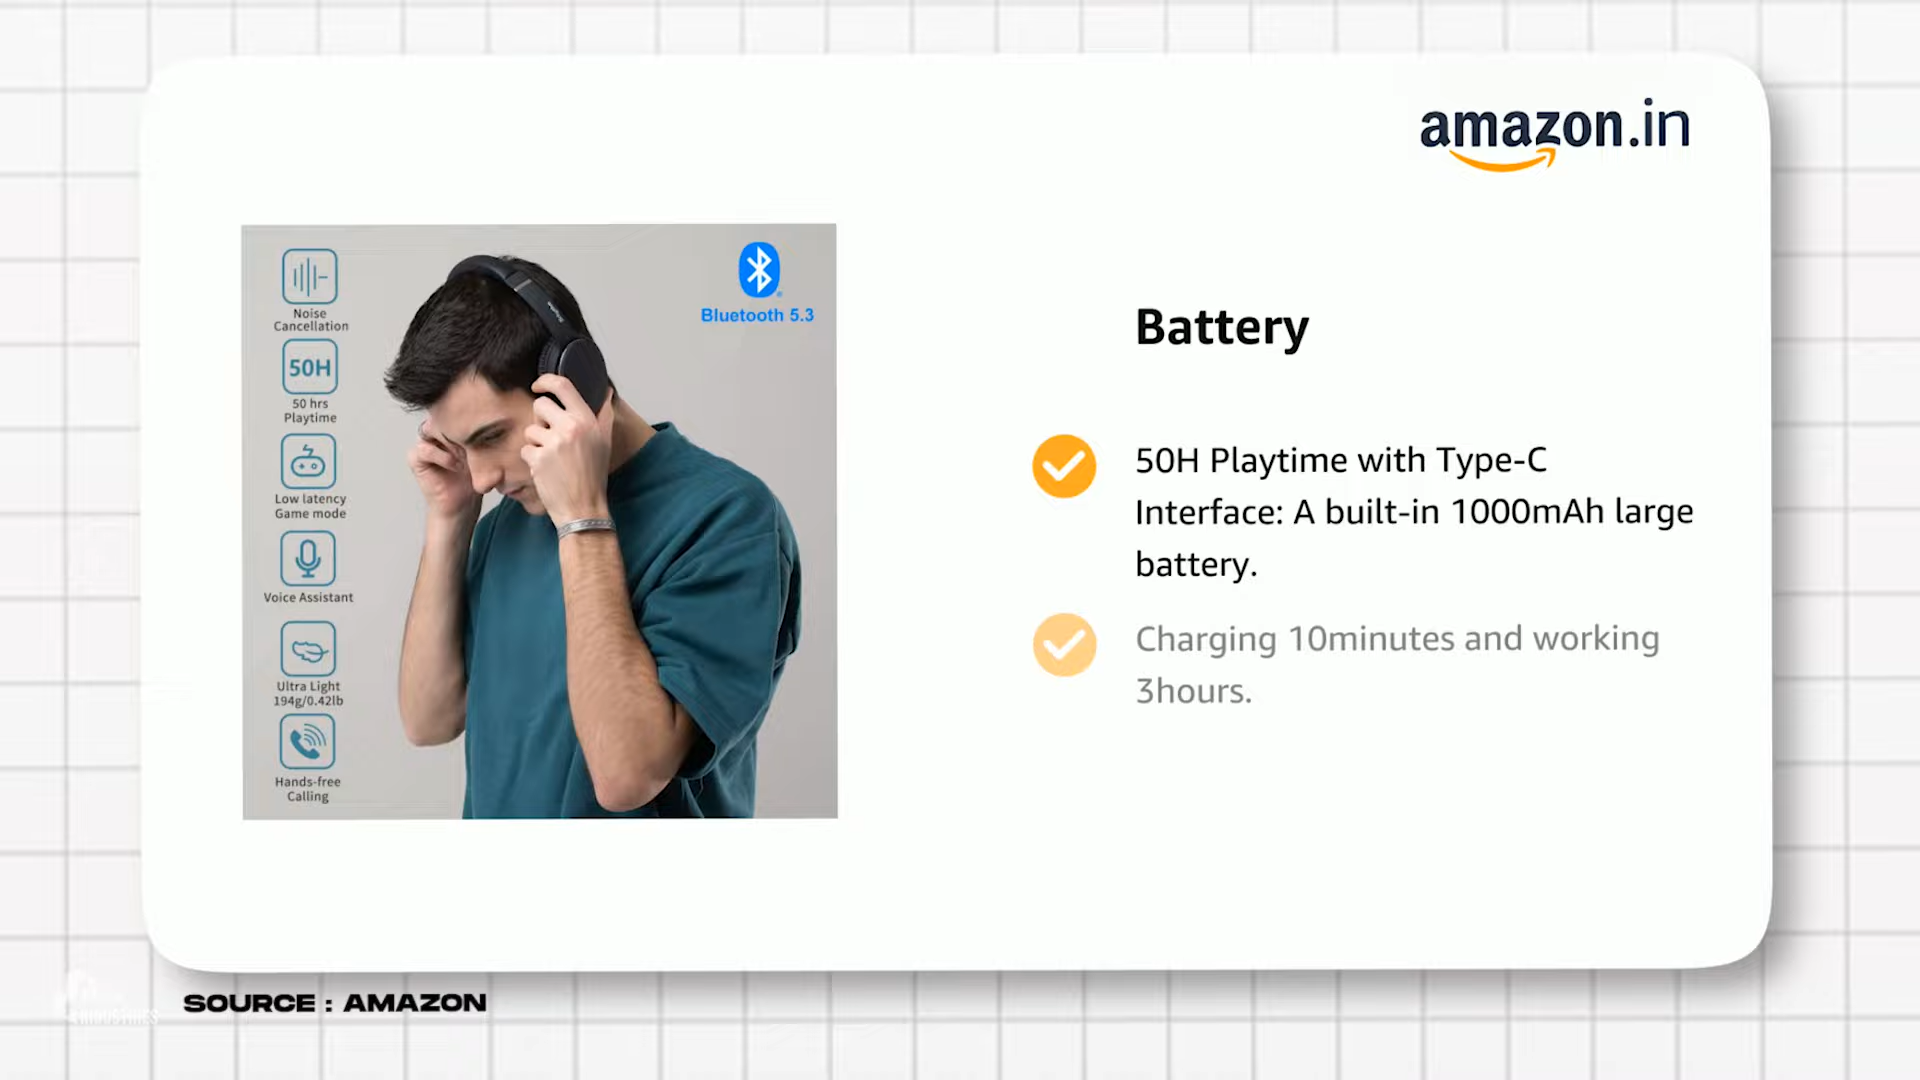 amazon.in
Noise
Cancellation
50H
50 hrs
Playtime
Low latency
Game mode
Voice Assistant
Ultra Light
194g/0.42lb
Hands-free
Calling
Bluetooth 5.3
Battery
50H Playtime with Type-C
Interface: A built-in 1000mAh large
battery.
Charging 10minutes and working
3hours.
SOURCE : AMAZON